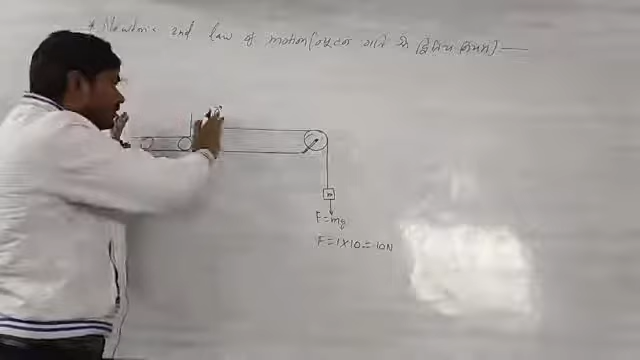 * Newton's 2nd law of motion (न्यूटन गति के द्वितीय नियम) —
m
F = mg
F = 1 x 10 = 10N